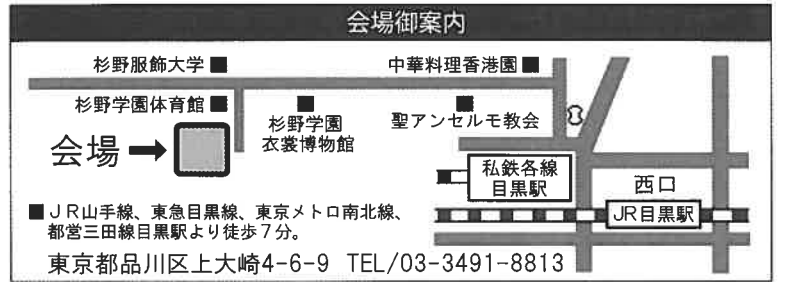 会場御案内
杉野服飾大学■
中華料理香港園■
杉野学園体育館■
杉野学園
衣裳博物館
聖アンセルモ教会
会場→
私鉄各線
目黒駅
西口
JR目黒駅
■JR山手線、東急目黒線、東京メトロ南北線、
都営三田線目黒駅より徒歩7分。
東京都品川区上大崎4-6-9 TEL/03-3491-8813